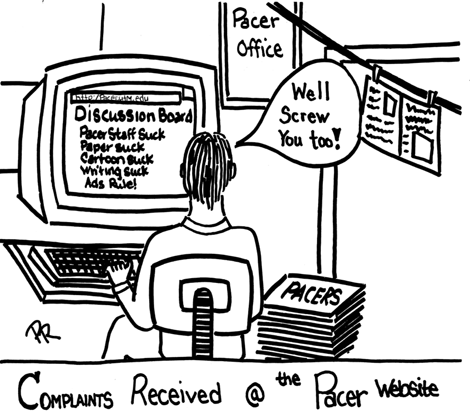 Pacer
Office
http://Pacer.utm.edu
Discussion Board
Pacer Staff Suck
Paper suck
Cartoon suck
Writing suck
Ads Rule!
Well
Screw
You too!
PACERS
PR
Complaints Received @ the Pacer Website